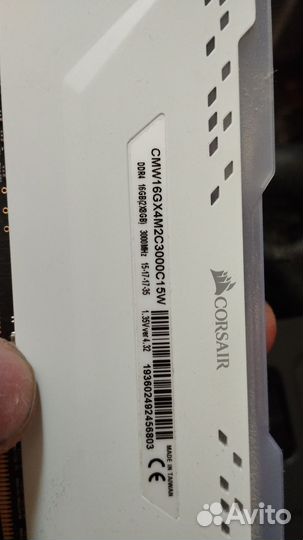 CMW16GX4M2C3000C15W
DDR4 16GB(2X8GB) 3000MHz 15-17-17-35
1.35V ver4.32
193602492456803
MADE IN TAIWAN
CE
CORSAIR
Avito